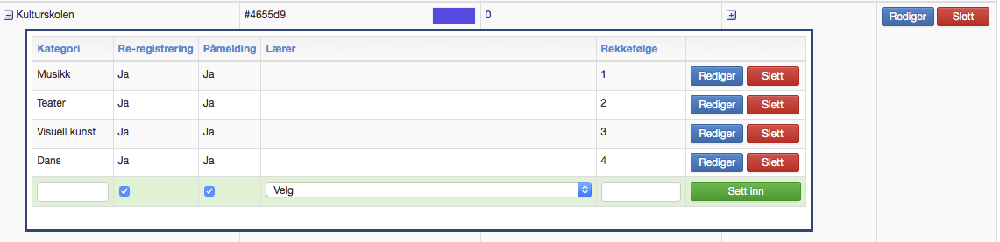 Kulturskolen #4655d9 0 Rediger Slett
Kategori Re-registrering Påmelding Lærer Rekkefølge
Musikk Ja Ja 1 Rediger Slett
Teater Ja Ja 2 Rediger Slett
Visuell kunst Ja Ja 3 Rediger Slett
Dans Ja Ja 4 Rediger Slett
Velg Sett inn